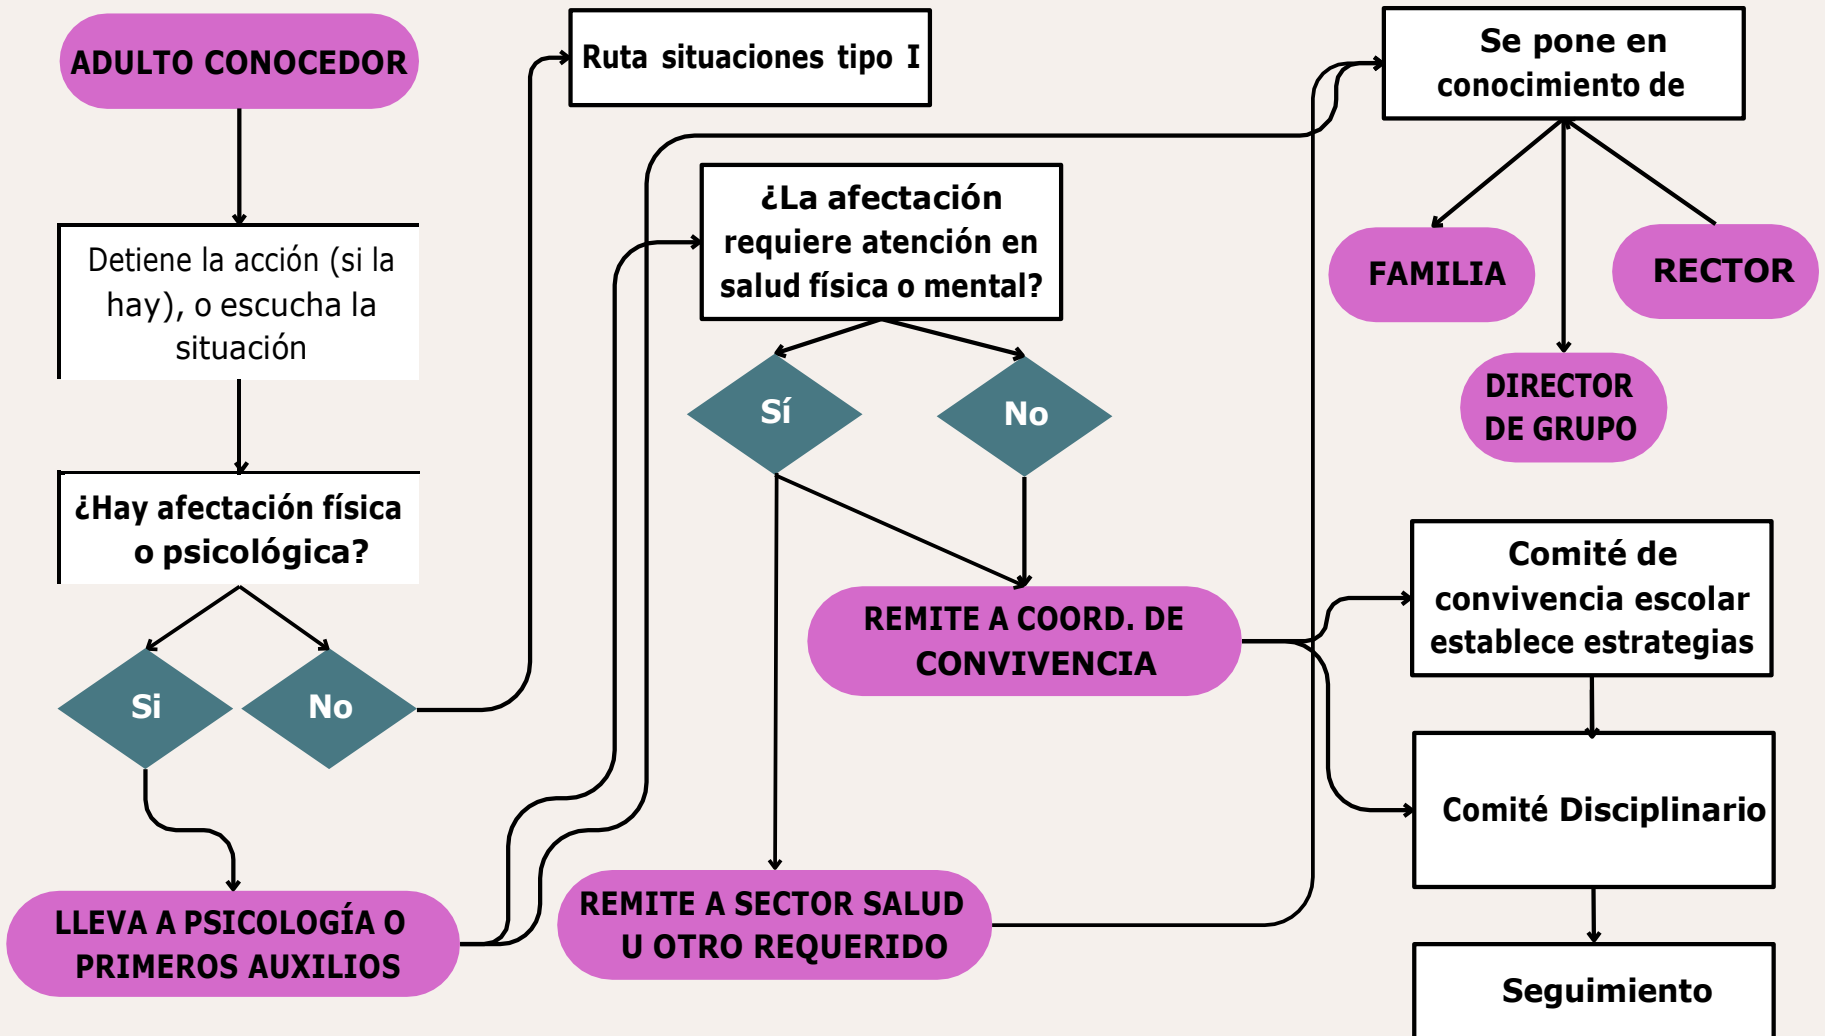 ADULTO CONOCEDOR
Detiene la acción (si la
hay), o escucha la
situación
¿Hay afectación física
o psicológica?
Si
No
LLEVA A PSICOLOGÍA O
PRIMEROS AUXILIOS
Ruta situaciones tipo I
¿La afectación
requiere atención en
salud física o mental?
Sí
No
REMITE A COORD. DE
CONVIVENCIA
REMITE A SECTOR SALUD
U OTRO REQUERIDO
Se pone en
conocimiento de
FAMILIA
RECTOR
DIRECTOR
DE GRUPO
Comité de
convivencia escolar
establece estrategias
Comité Disciplinario
Seguimiento